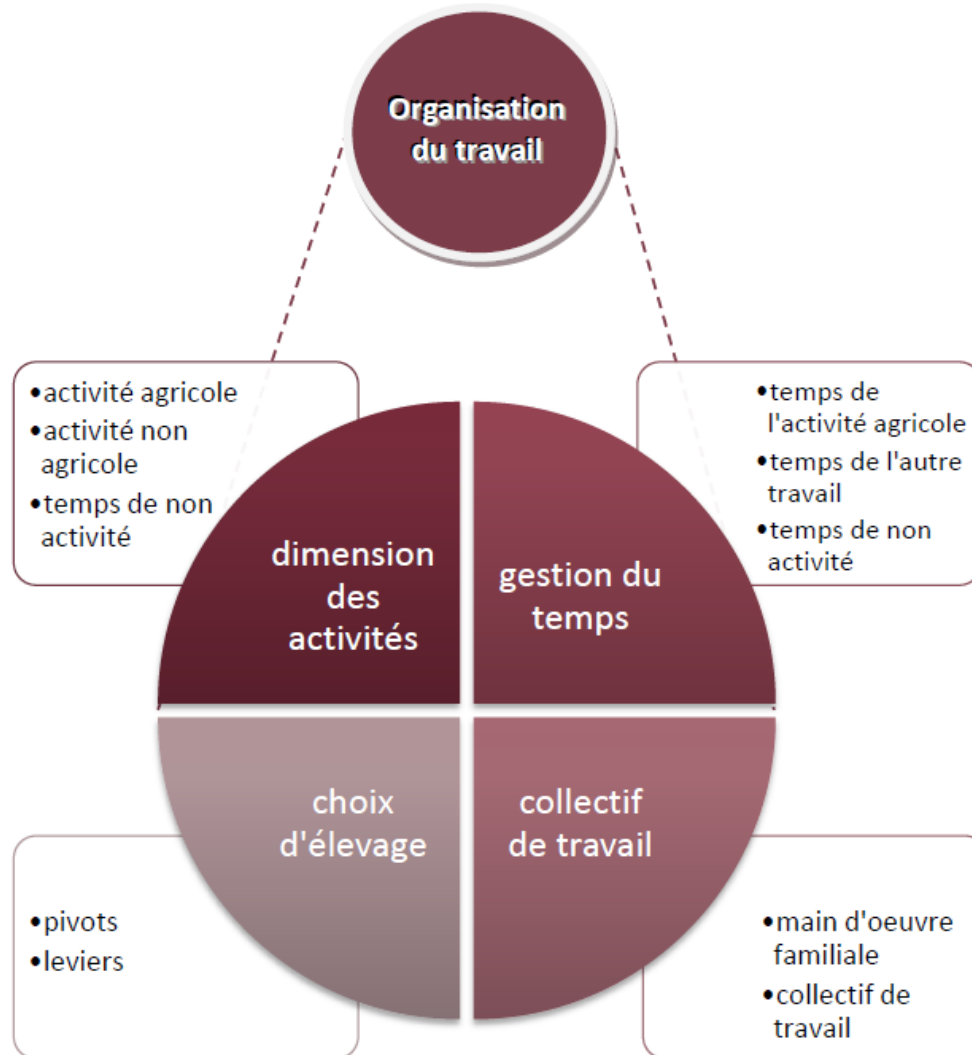 Organisation
du travail
•activité agricole
•activité non
agricole
•temps de non
activité
•temps de
l'activité agricole
•temps de l'autre
travail
•temps de non
activité
dimension
des
activités
gestion du
temps
choix
d'élevage
collectif
de travail
•pivots
•leviers
•main d'oeuvre
familiale
•collectif de
travail